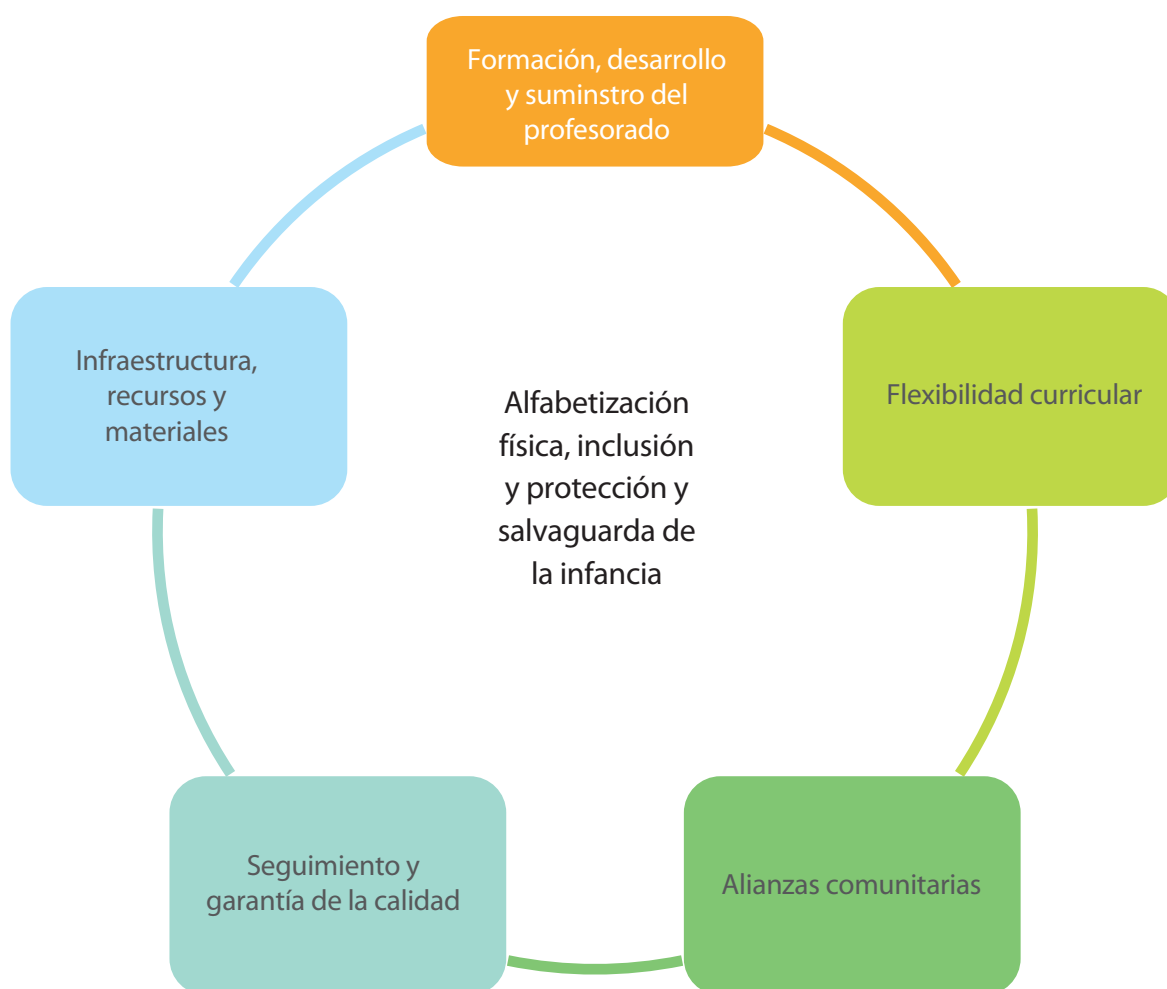 Formación, desarrollo
y suminstro del
profesorado
Infraestructura,
recursos y
materiales
Alfabetización
física, inclusión
y protección y
salvaguarda de
la infancia
Flexibilidad curricular
Seguimiento y
garantía de la calidad
Alianzas comunitarias